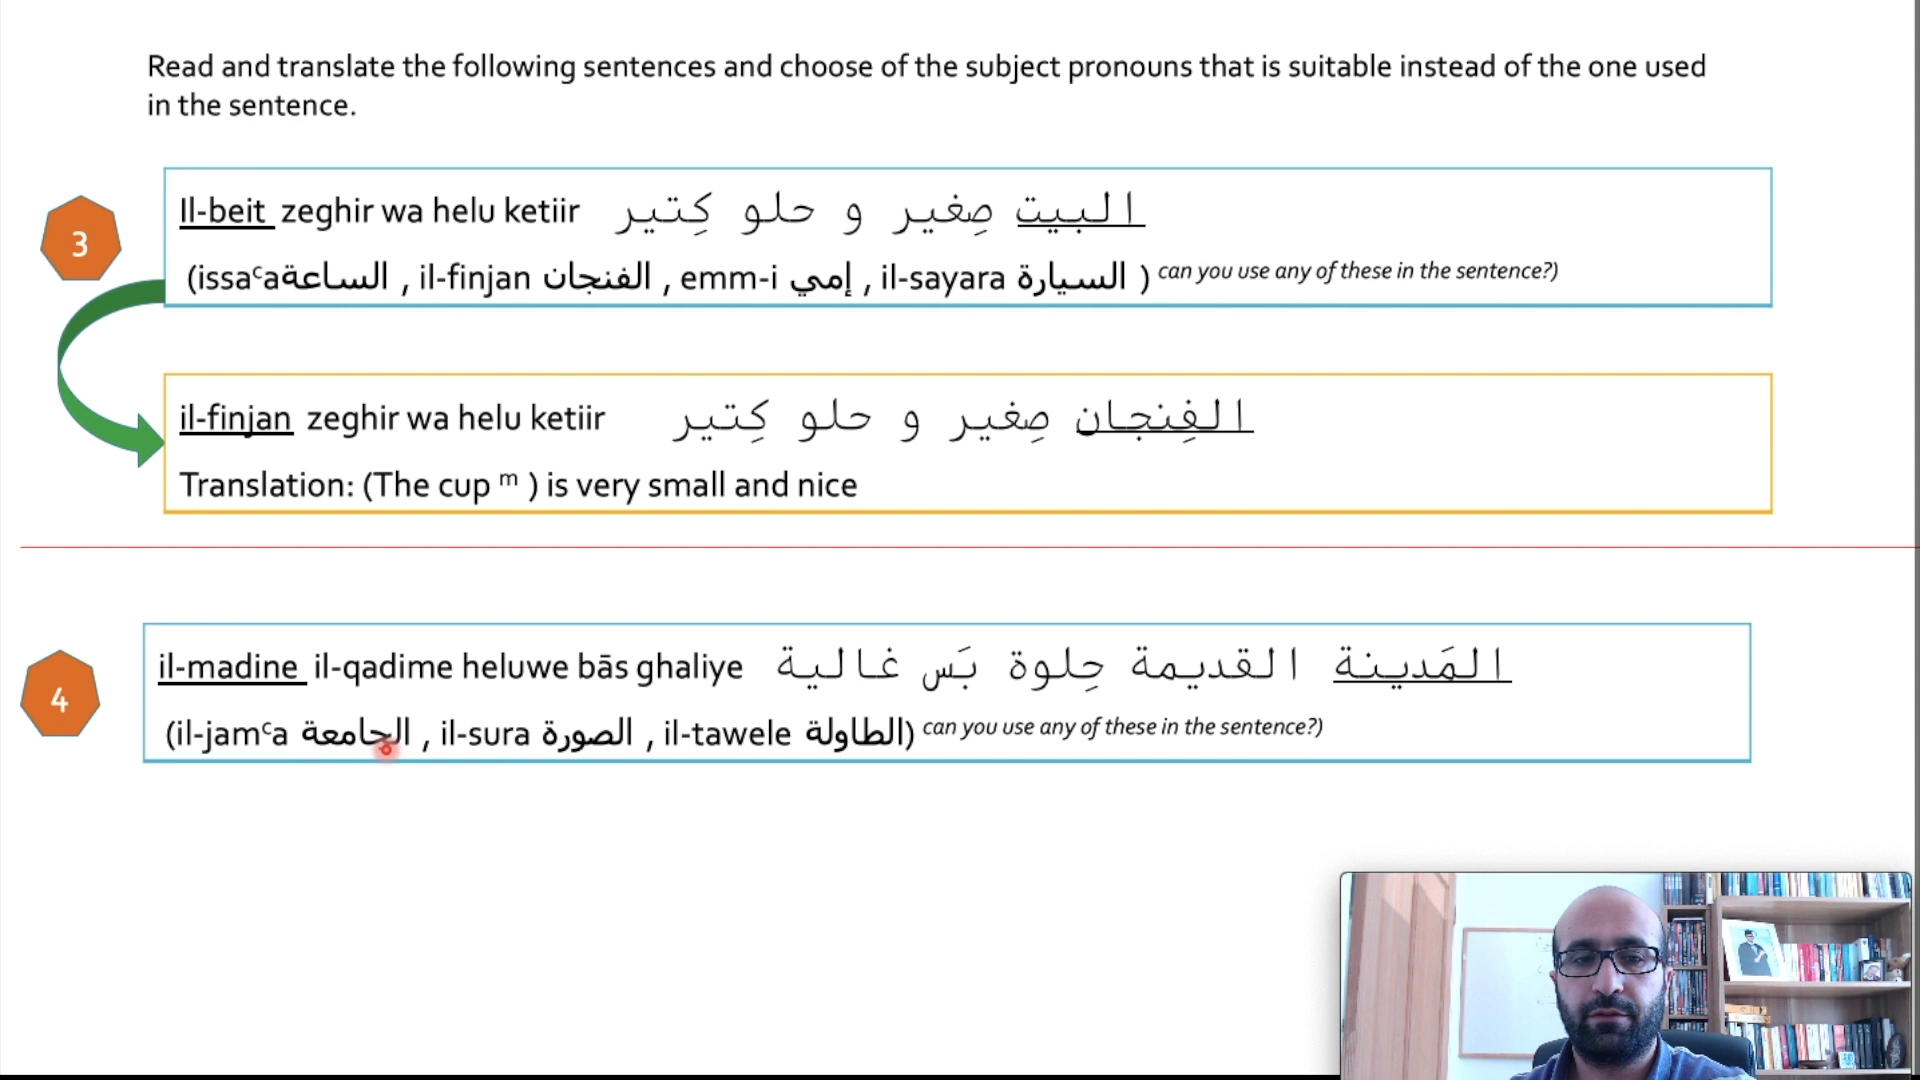 Read and translate the following sentences and choose of the subject pronouns that is suitable instead of the one used
in the sentence.
3
Il-beit zeghir wa helu ketiir البيت صِغير و حلو كِتير
(issaᶜa الساعة , il-finjan الفنجان , emm-i إمي , il-sayara السيارة ) can you use any of these in the sentence?)
il-finjan zeghir wa helu ketiir الفِنجان صِغير و حلو كِتير
Translation: (The cup ᵐ ) is very small and nice
4
il-madine il-qadime heluwe bās ghaliye المَدينة القديمة حِلوة بَس غالية
(il-jamᶜa الجامعة , il-sura الصورة , il-tawele الطاولة) can you use any of these in the sentence?)